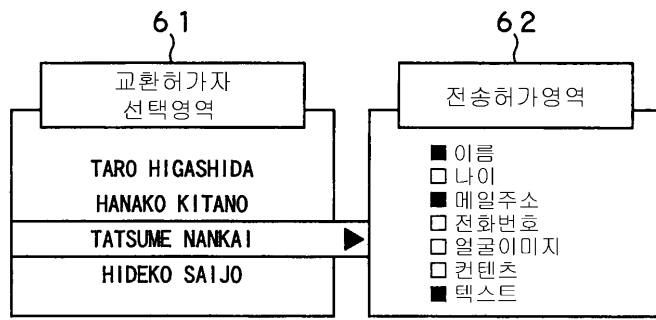 61
교환허가자
선택영역
TARO HIGASHIDA
HANAKO KITANO
TATSUME NANKAI
HIDEKO SAIJO
62
전송허가영역
■ 이름
□ 나이
■ 메일주소
□ 전화번호
□ 얼굴이미지
□ 컨텐츠
■ 텍스트